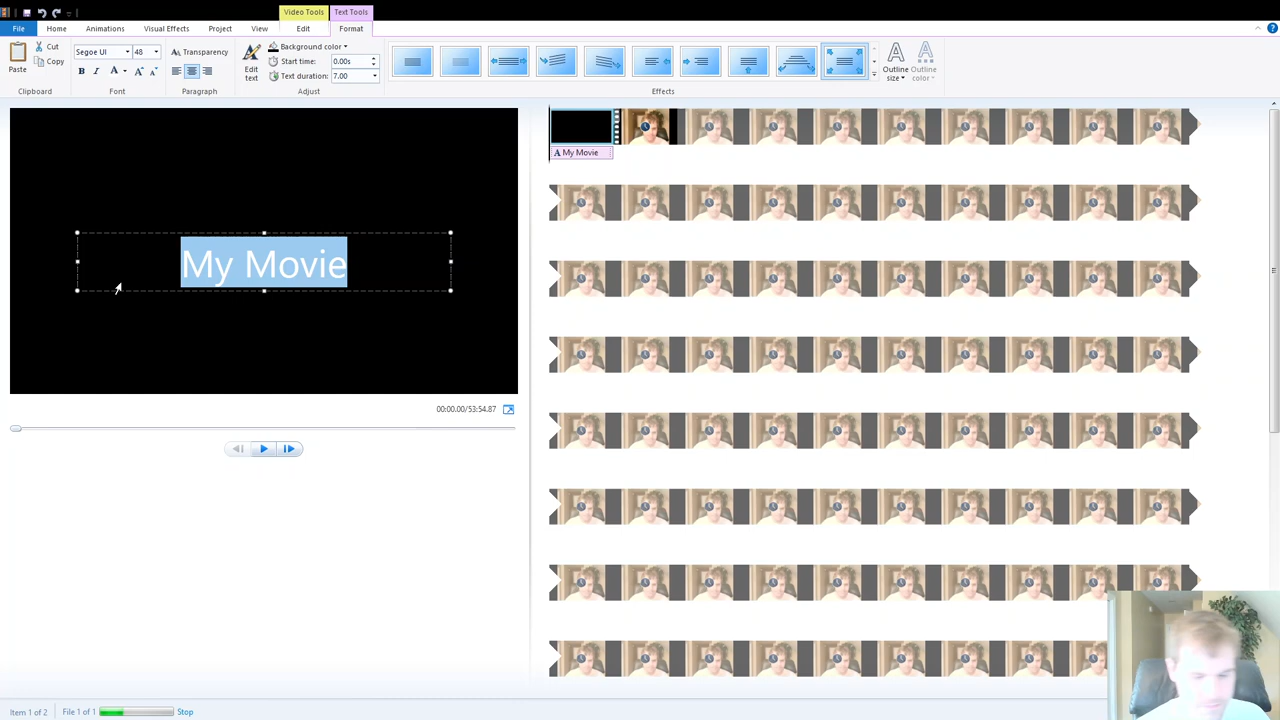 Video Tools Text Tools
File Home Animations Visual Effects Project View Edit Format
Paste Cut Copy
Clipboard
Segoe UI 48 Transparency
B I A A A
Font
Paragraph
Edit text
Background color
Start time: 0.00s
Text duration: 7.00
Adjust
Effects
Outline size Outline color
My Movie
A My Movie
00:00.00/53:54.87
Item 1 of 2 File 1 of 1 Stop